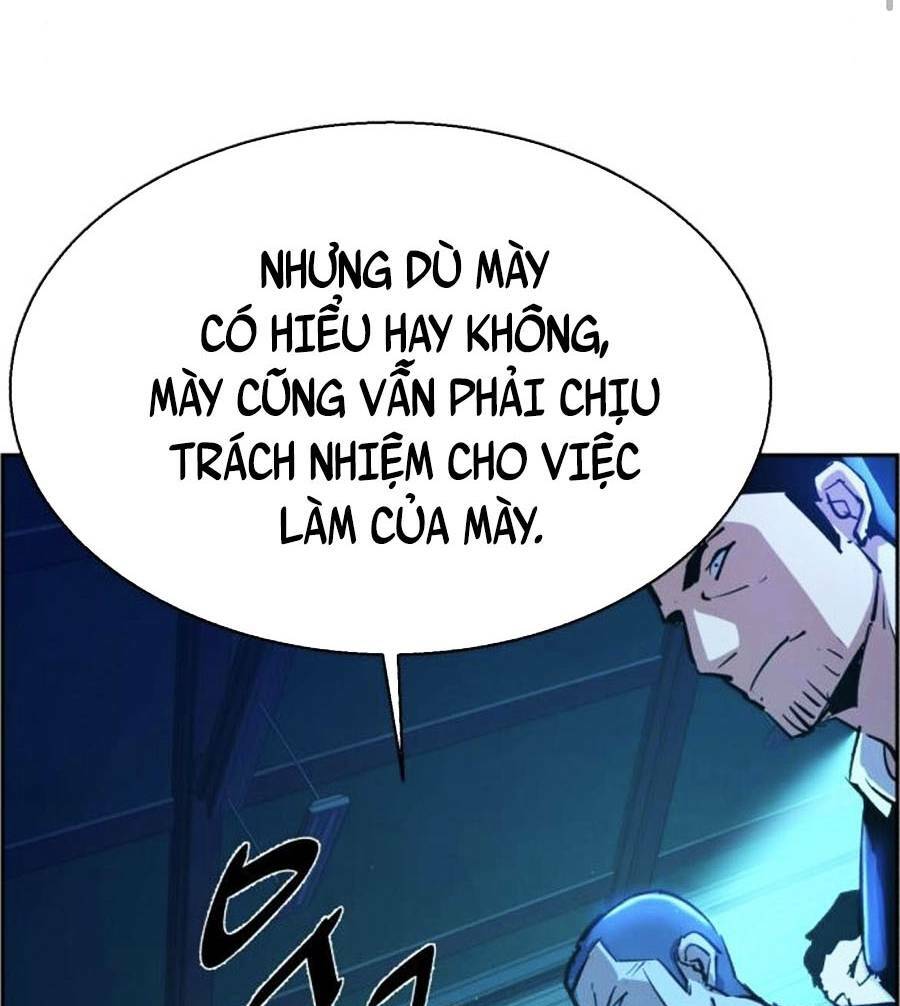 NHƯNG DÙ MÀY
CÓ HIỂU HAY KHÔNG,
MÀY CŨNG VẪN PHẢI CHỊU
TRÁCH NHIỆM CHO VIỆC
LÀM CỦA MÀY.